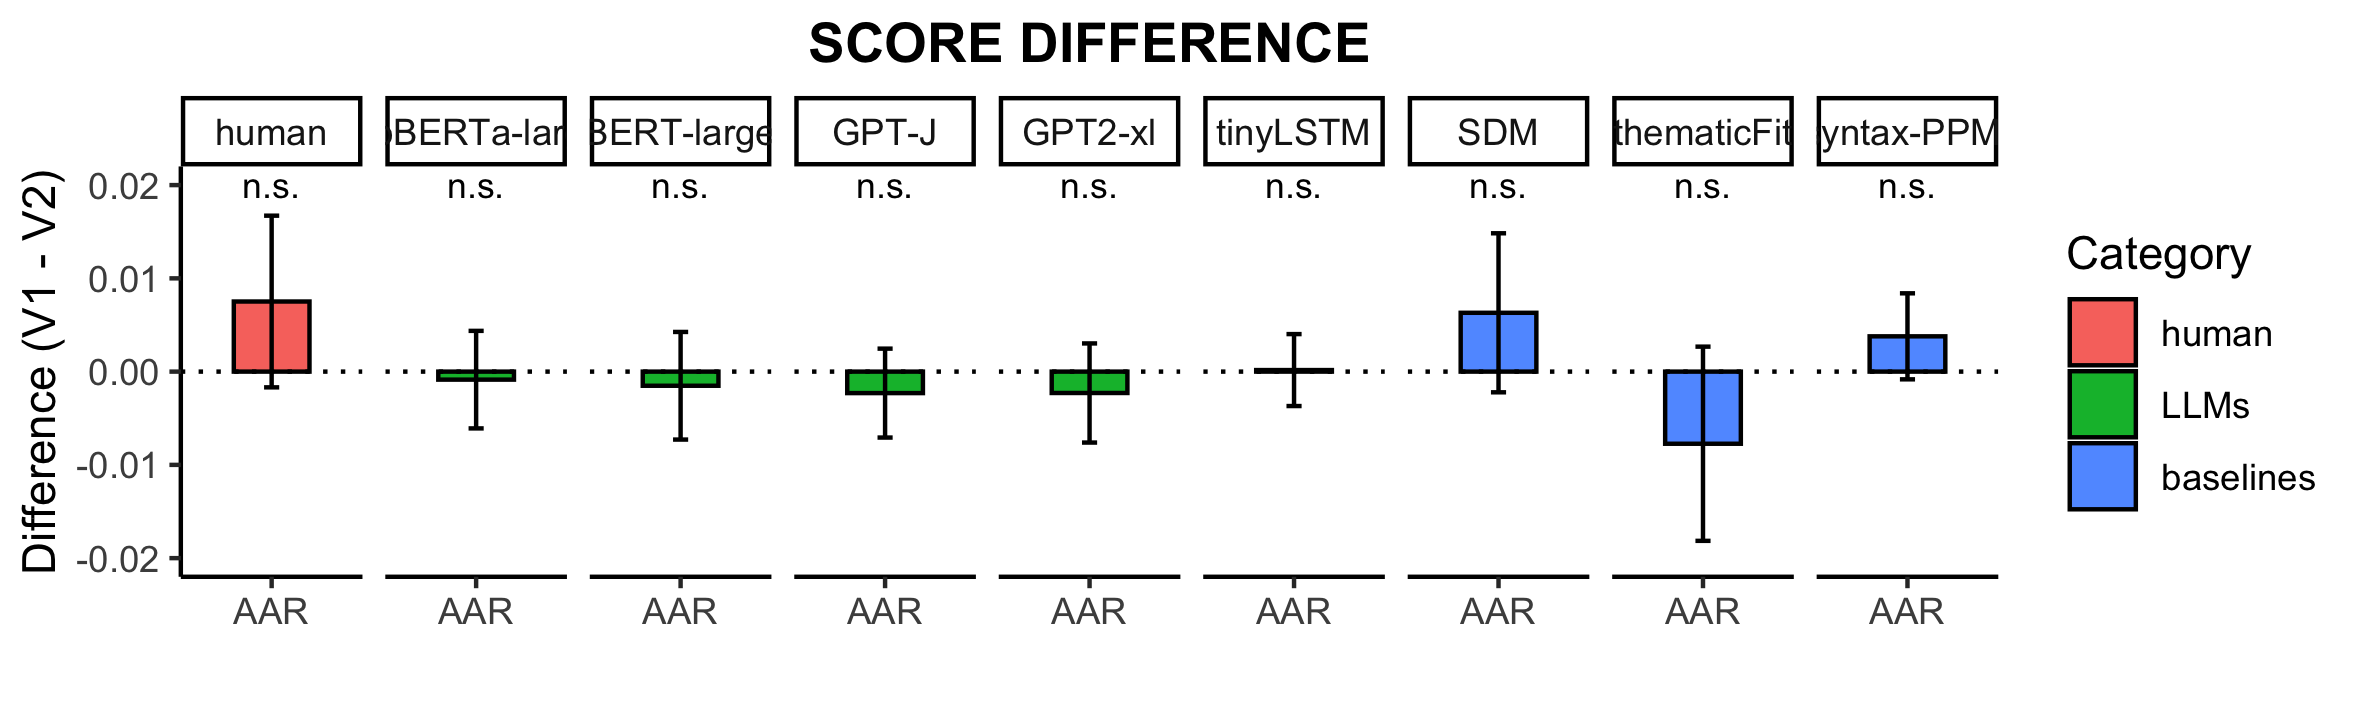 SCORE DIFFERENCE
human oBERTa-lar BERT-large GPT-J GPT2-xl tinyLSTM SDM thematicFit yntax-PPM
n.s. n.s. n.s. n.s. n.s. n.s. n.s. n.s. n.s.
Difference (V1 - V2)
0.02
0.01
0.00
-0.01
-0.02
AAR AAR AAR AAR AAR AAR AAR AAR AAR
Category
human
LLMs
baselines